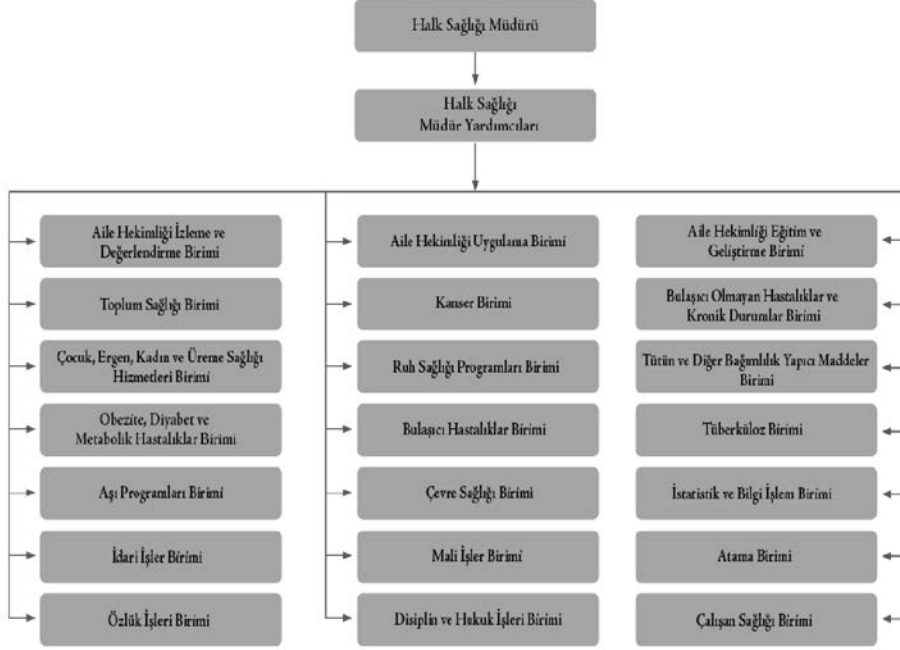 Halk Sağlığı Müdürü
Halk Sağlığı
Müdür Yardımcıları
Aile Hekimliği İzleme ve
Değerlendirme Birimi
Aile Hekimliği Uygulama Birimi
Aile Hekimliği Eğitim ve
Geliştirme Birimi
Toplum Sağlığı Birimi
Kanser Birimi
Bulaşıcı Olmayan Hastalıklar ve
Kronik Durumlar Birimi
Çocuk, Ergen, Kadın ve Üreme Sağlığı
Hizmetleri Birimi
Ruh Sağlığı Programları Birimi
Tütün ve Diğer Bağımlılık Yapıcı Maddeler
Birimi
Obezite, Diyabet ve
Metabolik Hastalıklar Birimi
Bulaşıcı Hastalıklar Birimi
Tüberküloz Birimi
Aşı Programları Birimi
Çevre Sağlığı Birimi
İstatistik ve Bilgi İşlem Birimi
İdari İşler Birimi
Mali İşler Birimi
Atama Birimi
Özlük İşleri Birimi
Disiplin ve Hukuk İşleri Birimi
Çalışan Sağlığı Birimi